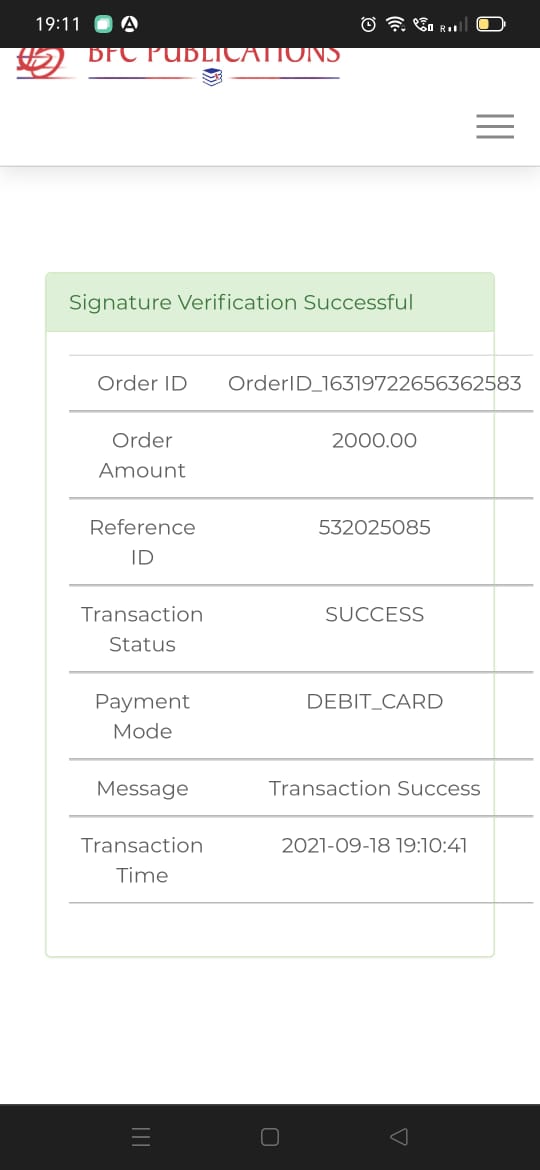 19:11
BFC PUBLICATIONS
Signature Verification Successful
Order ID OrderID_16319722656362583
Order 2000.00
Amount
Reference 532025085
ID
Transaction SUCCESS
Status
Payment DEBIT_CARD
Mode
Message Transaction Success
Transaction 2021-09-18 19:10:41
Time